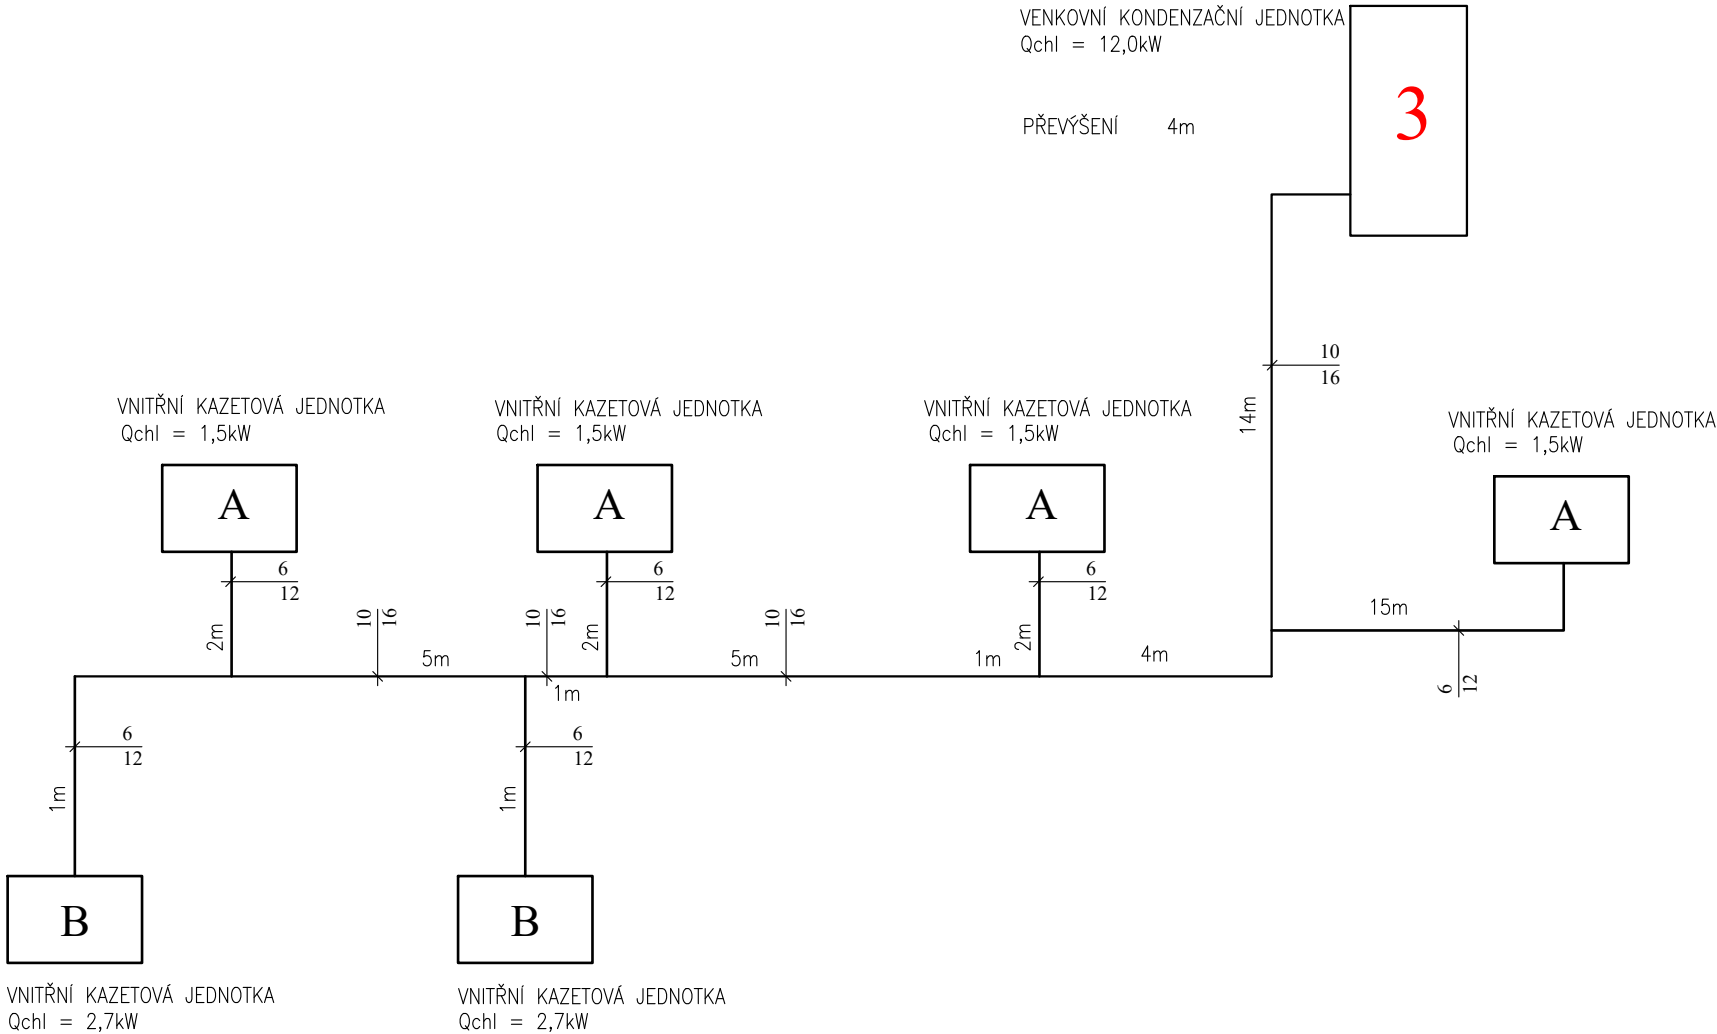 VENKOVNÍ KONDENZAČNÍ JEDNOTKA
Qchl = 12,0kW
3
PŘEVÝŠENÍ 4m
10
16
14m
VNITŘNÍ KAZETOVÁ JEDNOTKA
Qchl = 1,5kW
A
6
12
2m
VNITŘNÍ KAZETOVÁ JEDNOTKA
Qchl = 1,5kW
A
6
12
2m
VNITŘNÍ KAZETOVÁ JEDNOTKA
Qchl = 1,5kW
A
6
12
2m
VNITŘNÍ KAZETOVÁ JEDNOTKA
Qchl = 1,5kW
A
15m
6
12
10
16
5m
10
16
1m
5m
10
16
1m
4m
6
12
1m
B
VNITŘNÍ KAZETOVÁ JEDNOTKA
Qchl = 2,7kW
6
12
1m
B
VNITŘNÍ KAZETOVÁ JEDNOTKA
Qchl = 2,7kW